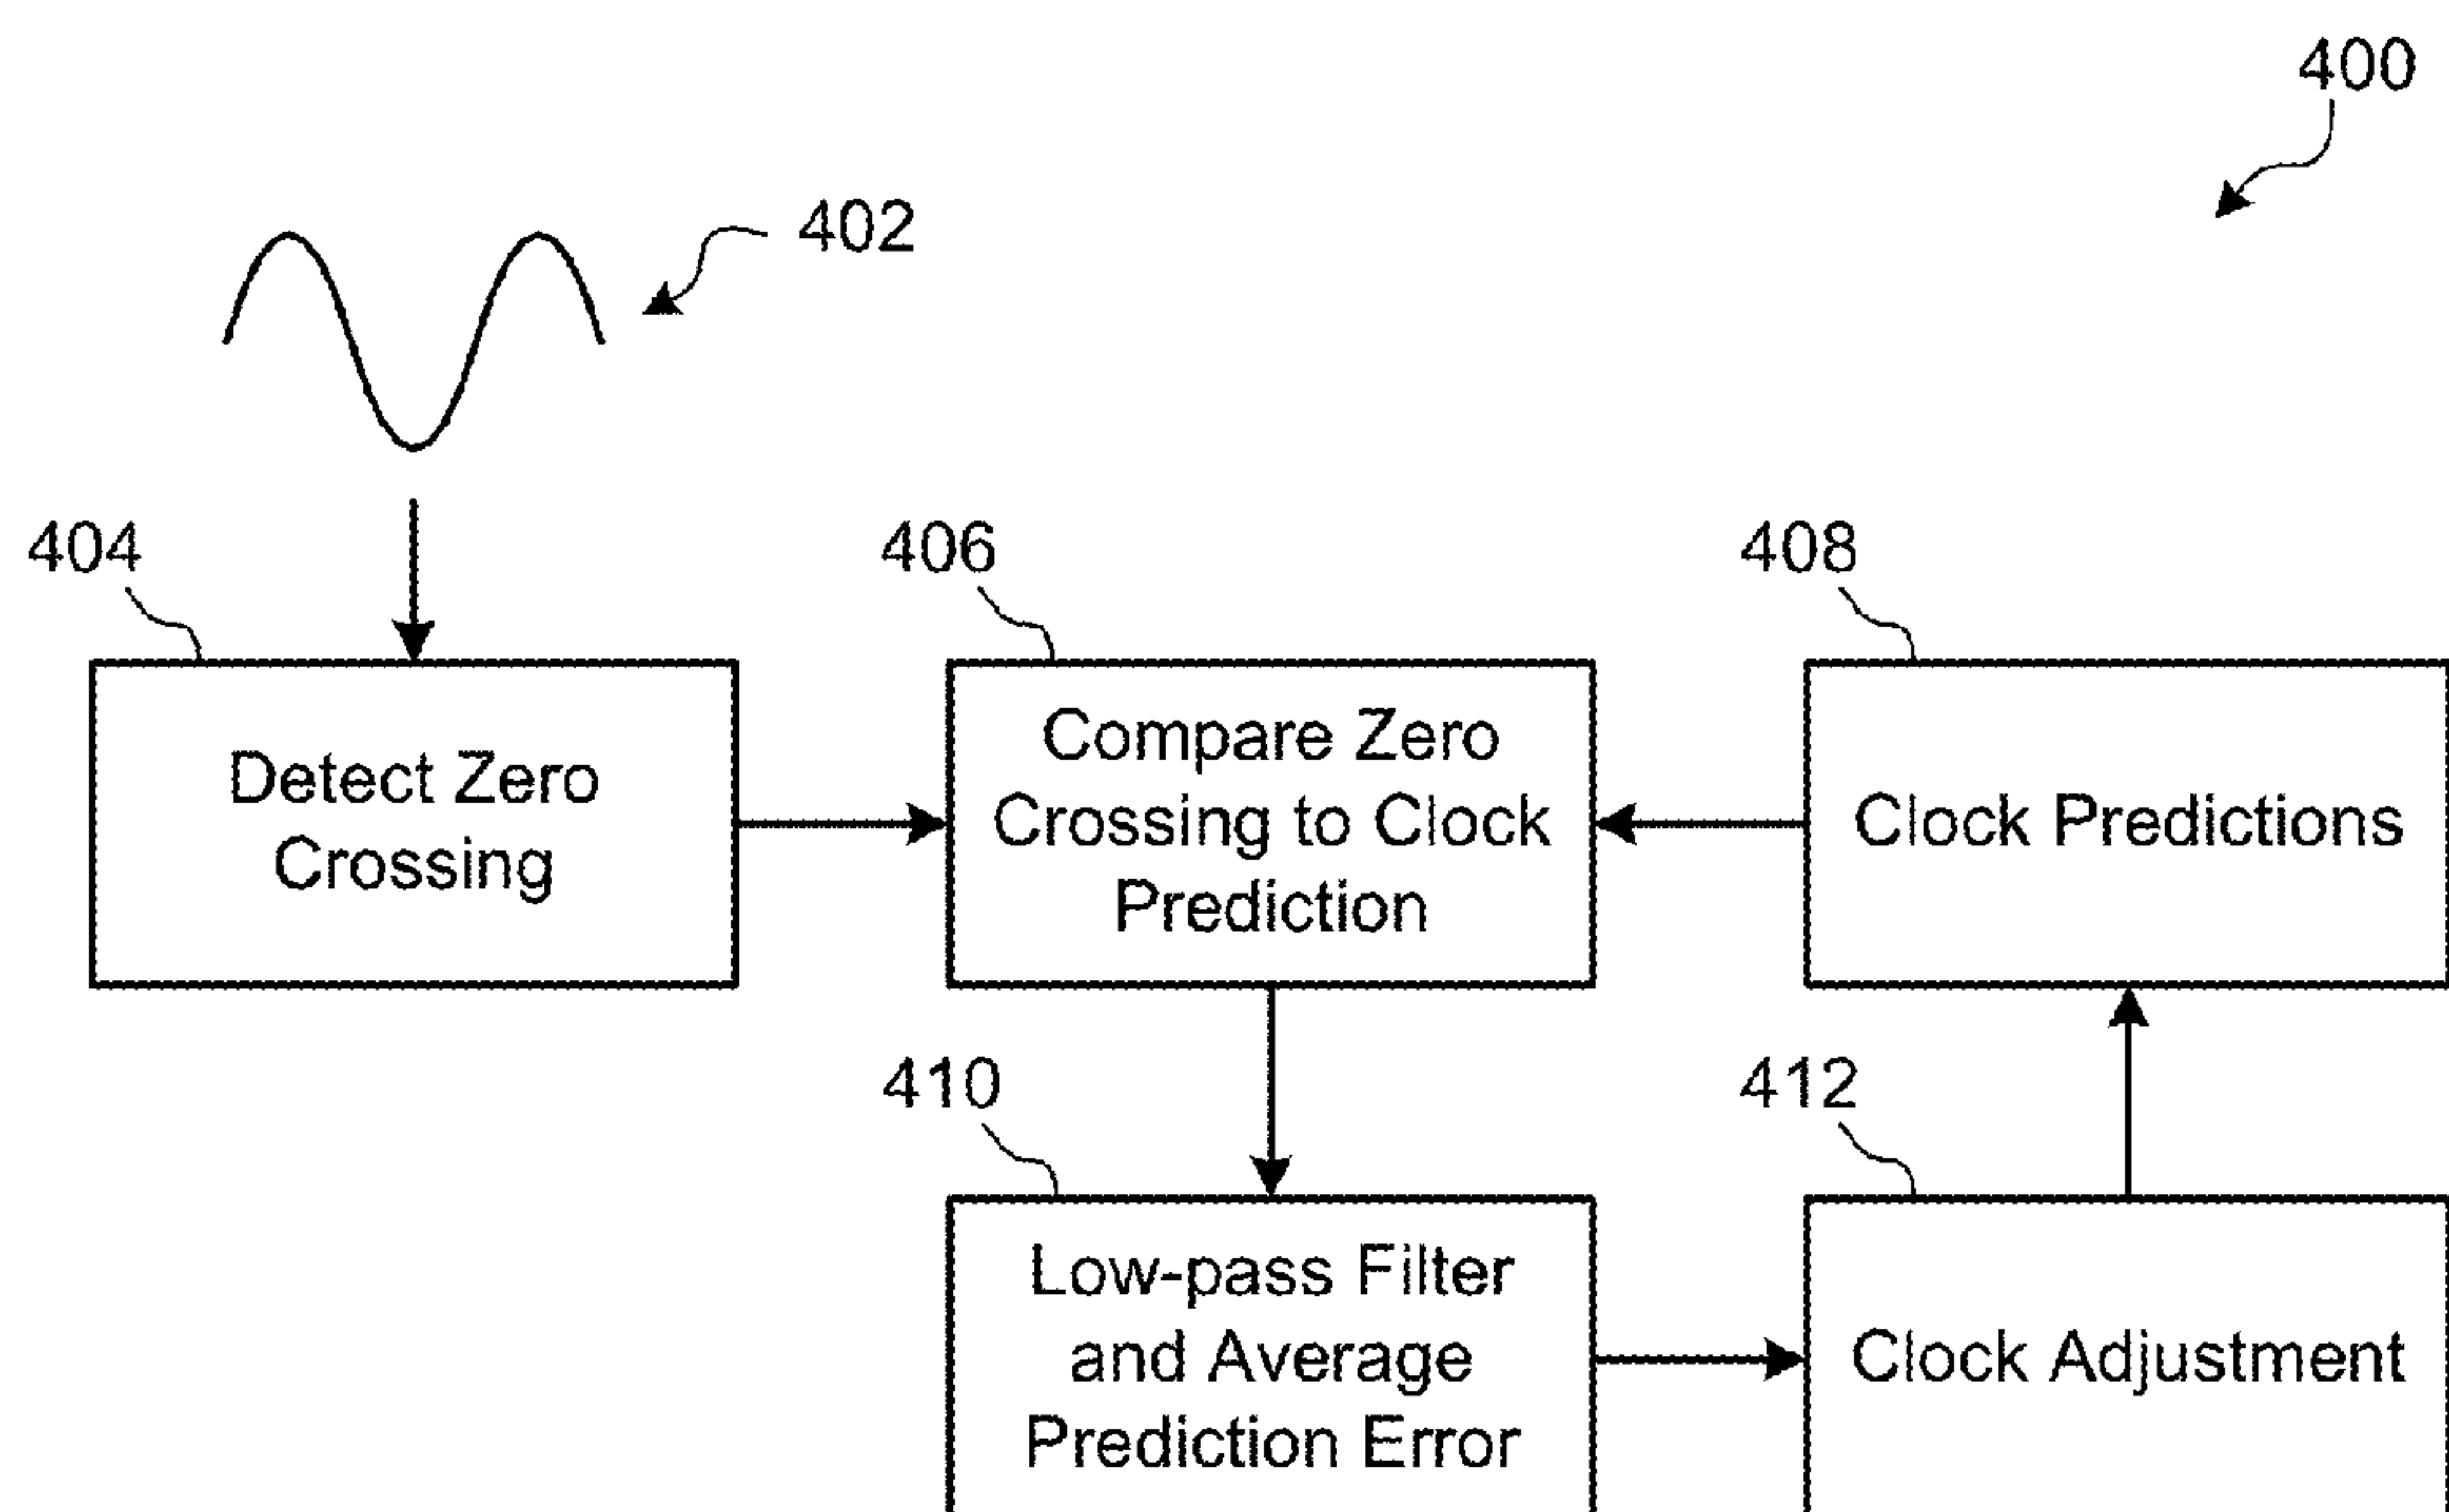 400
402
404
406
408
Detect Zero
Crossing
Compare Zero
Crossing to Clock
Prediction
Clock Predictions
410
412
Low-pass Filter
and Average
Prediction Error
Clock Adjustment